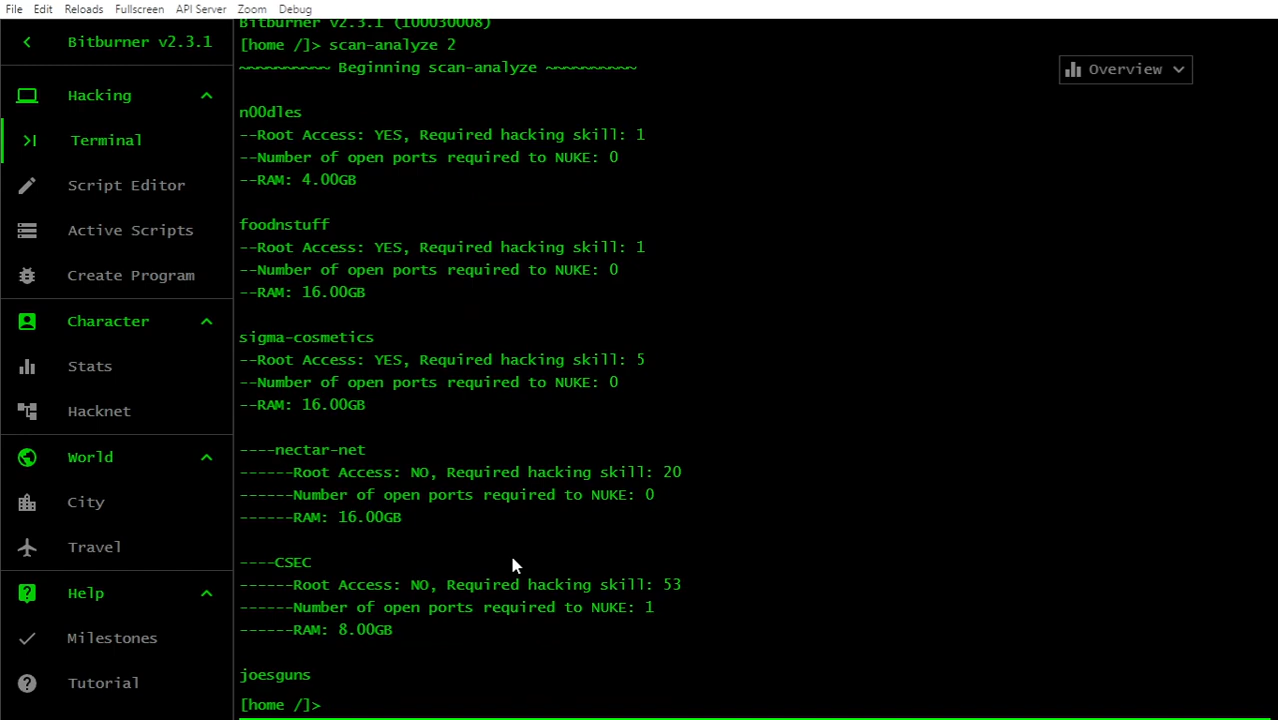 File Edit Reloads Fullscreen API Server Zoom Debug
Bitburner v2.3.1
Hacking
Terminal
Script Editor
Active Scripts
Create Program
Character
Stats
Hacknet
World
City
Travel
Help
Milestones
Tutorial
Bitburner v2.3.1 (100030008)
[home /]> scan-analyze 2
~~~~~~~~~~ Beginning scan-analyze ~~~~~~~~~~
n00dles
--Root Access: YES, Required hacking skill: 1
--Number of open ports required to NUKE: 0
--RAM: 4.00GB
foodnstuff
--Root Access: YES, Required hacking skill: 1
--Number of open ports required to NUKE: 0
--RAM: 16.00GB
sigma-cosmetics
--Root Access: YES, Required hacking skill: 5
--Number of open ports required to NUKE: 0
--RAM: 16.00GB
----nectar-net
------Root Access: NO, Required hacking skill: 20
------Number of open ports required to NUKE: 0
------RAM: 16.00GB
----CSEC
------Root Access: NO, Required hacking skill: 53
------Number of open ports required to NUKE: 1
------RAM: 8.00GB
joesguns
[home /]>
Overview